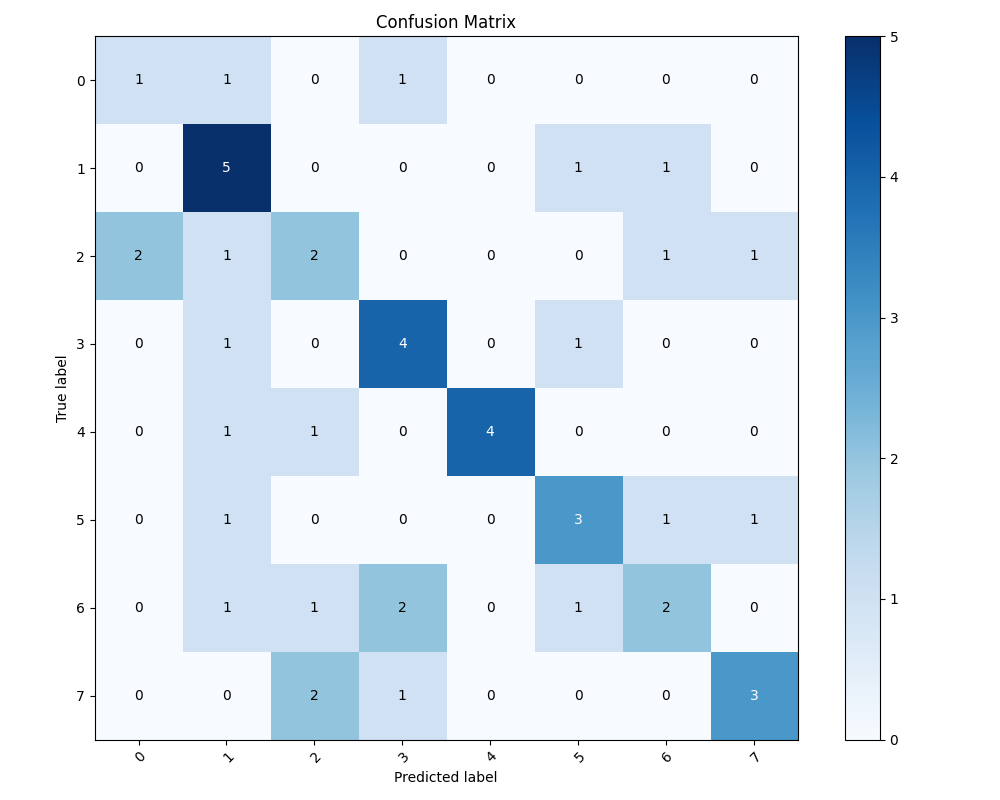 Confusion Matrix
0 1 1 0 1 0 0 0 0
1 0 5 0 0 0 1 1 0
2 2 1 2 0 0 0 1 1
3 0 1 0 4 0 1 0 0
4 0 1 1 0 4 0 0 0
5 0 1 0 0 0 3 1 1
6 0 1 1 2 0 1 2 0
7 0 0 2 1 0 0 0 3
0 1 2 3 4 5 6 7
Predicted label
True label
5
4
3
2
1
0